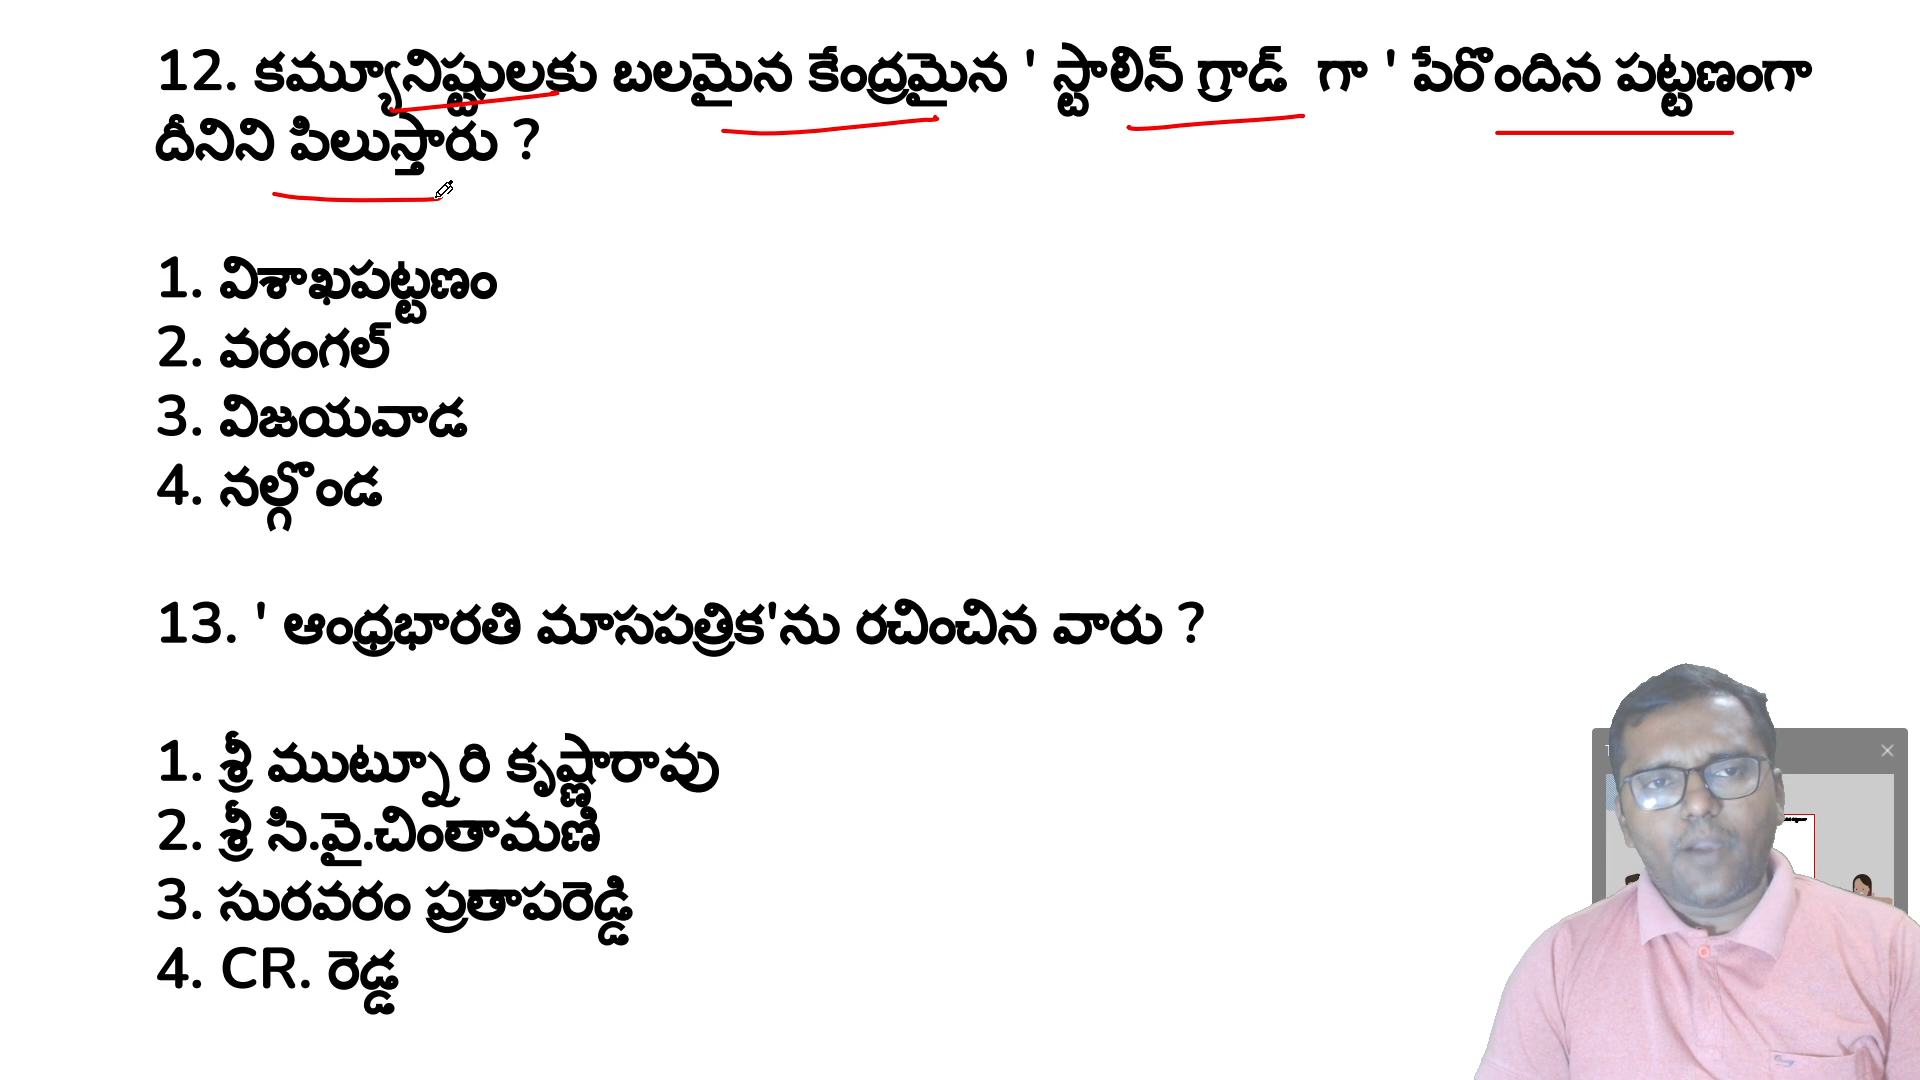 12. కమ్యూనిష్టులకు బలమైన కేంద్రమైన ' స్టాలిన్ గ్రాడ్ గా ' పేరొందిన పట్టణంగా
దీనిని పిలుస్తారు ?
1. విశాఖపట్టణం
2. వరంగల్
3. విజయవాడ
4. నల్గొండ
13. ' ఆంధ్రభారతి మాసపత్రిక'ను రచించిన వారు ?
1. శ్రీ ముట్నూరి కృష్ణారావు
2. శ్రీ సి.వై.చింతామణి
3. సురవరం ప్రతాపరెడ్డి
4. CR. రెడ్డ